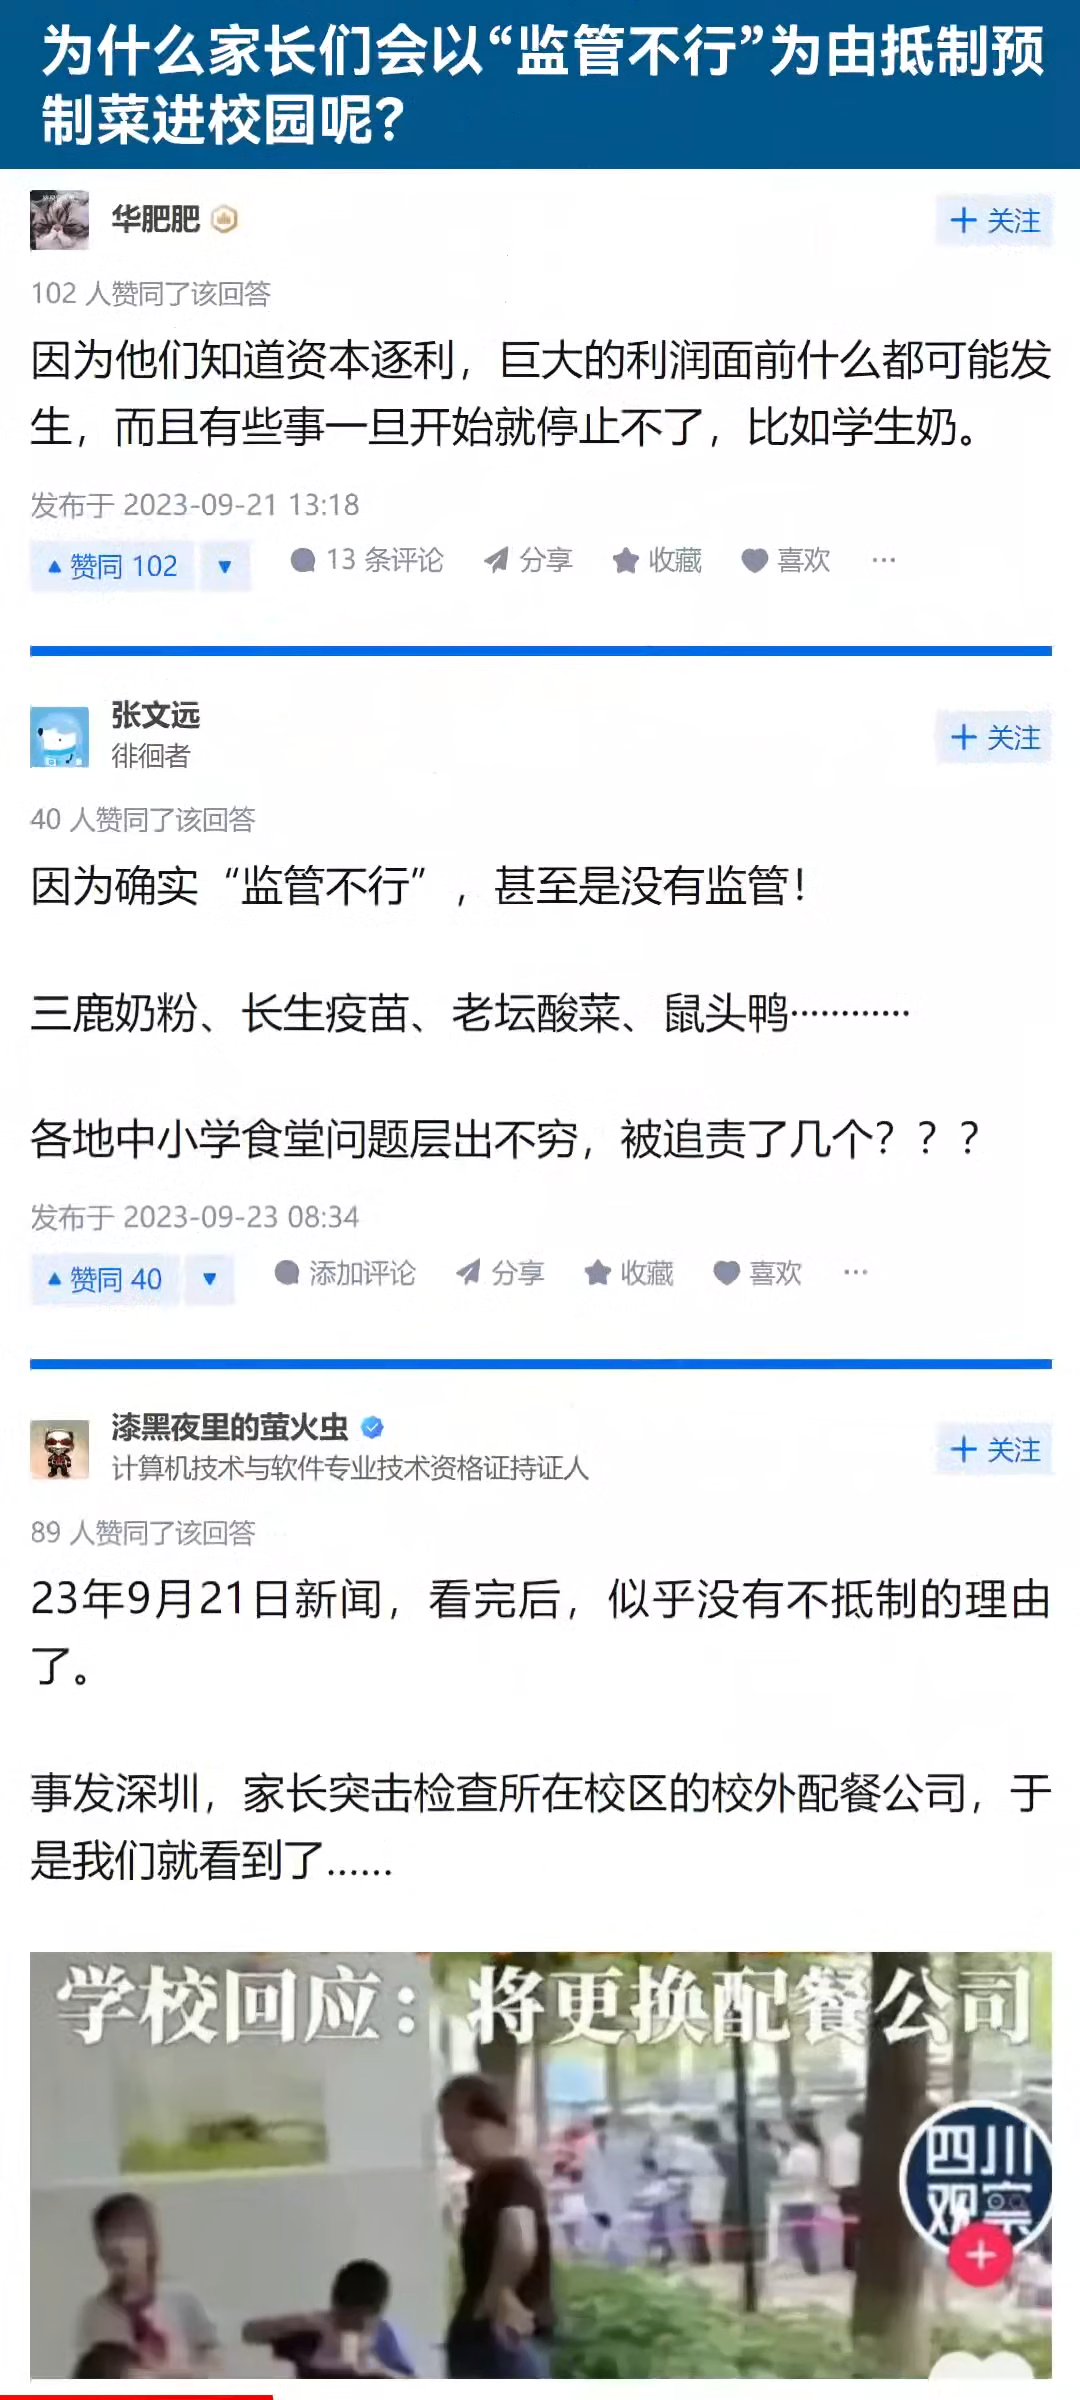 为什么家长们会以“监管不行”为由抵制预
制菜进校园呢？
华肥肥
+ 关注
102 人赞同了该回答
因为他们知道资本逐利，巨大的利润面前什么都可能发
生，而且有些事一旦开始就停止不了，比如学生奶。
发布于 2023-09-21 13:18
▲ 赞同 102 ▼ 13 条评论 分享 收藏 喜欢 ···
张文远
徘徊者
+ 关注
40 人赞同了该回答
因为确实“监管不行”，甚至是没有监管！
三鹿奶粉、长生疫苗、老坛酸菜、鼠头鸭…………
各地中小学食堂问题层出不穷，被追责了几个？？？
发布于 2023-09-23 08:34
▲ 赞同 40 ▼ 添加评论 分享 收藏 喜欢 ···
漆黑夜里的萤火虫
计算机技术与软件专业技术资格证持证人
+ 关注
89 人赞同了该回答
23年9月21日新闻，看完后，似乎没有不抵制的理由
了。
事发深圳，家长突击检查所在校区的校外配餐公司，于
是我们就看到了……
学校回应：将更换配餐公司
四川
观察